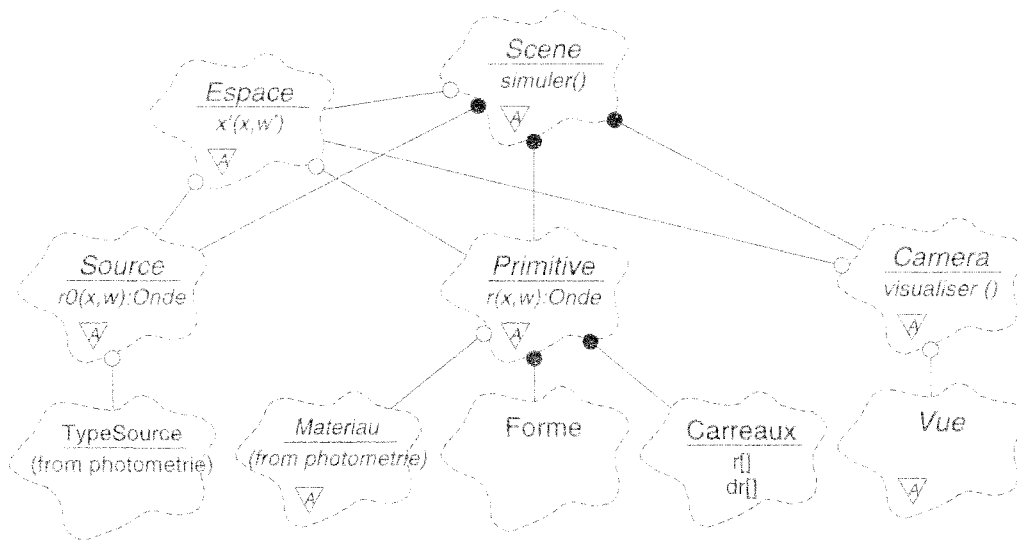 Scene
simuler()
A
Espace
x'(x,w')
A
Source
r0(x,w):Onde
A
Primitive
r(x,w):Onde
A
Camera
visualiser ()
A
TypeSource
(from photometrie)
Materiau
(from photometrie)
A
Forme
Carreaux
r[]
dr[]
Vue
A